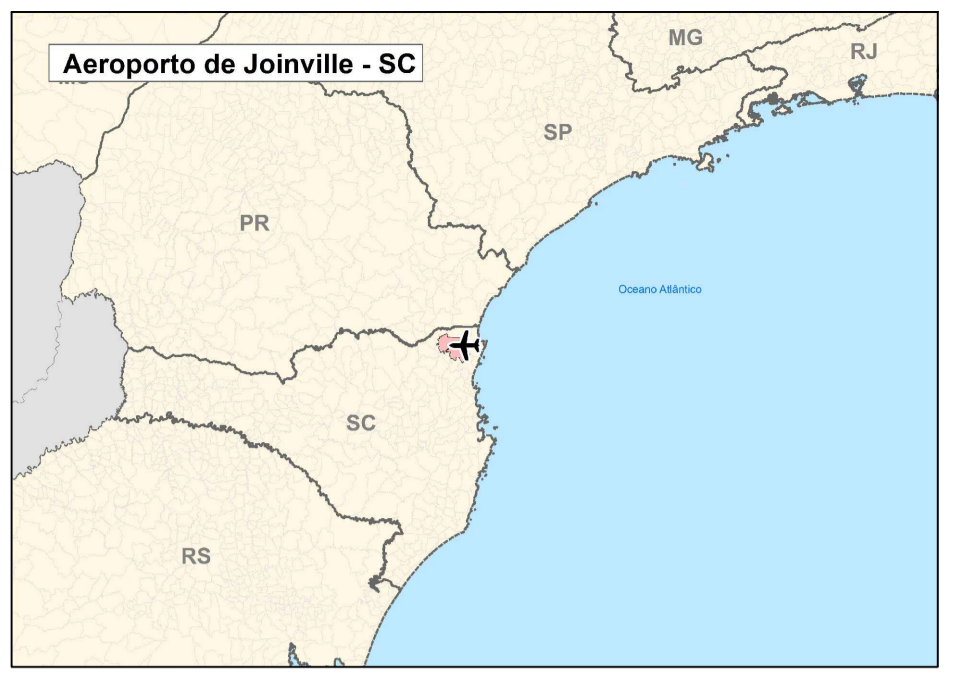 Aeroporto de Joinville - SC
MG
RJ
SP
PR
Oceano Atlântico
SC
RS